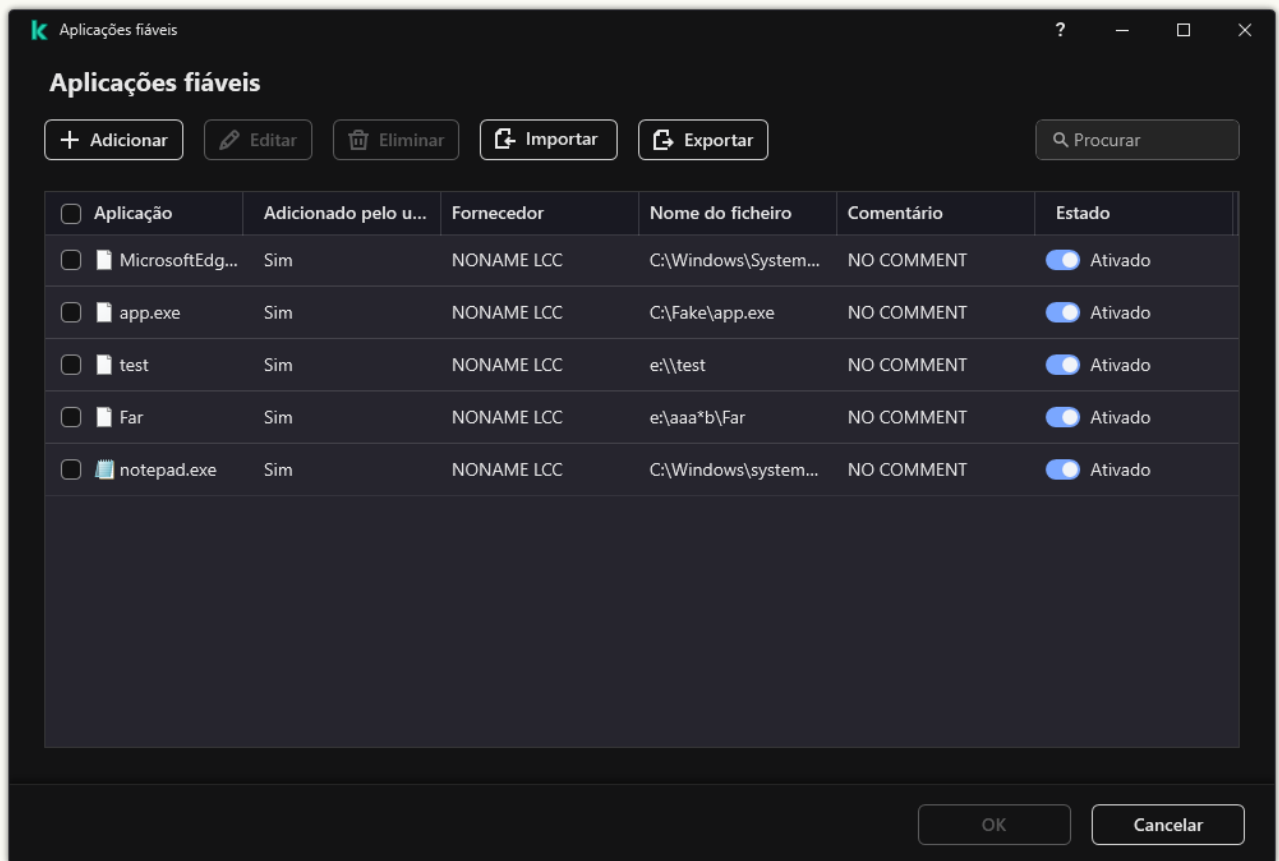 Aplicações fiáveis ?
Aplicações fiáveis
Adicionar Editar Eliminar Importar Exportar Procurar
Aplicação Adicionado pelo u... Fornecedor Nome do ficheiro Comentário Estado
MicrosoftEdg... Sim NONAME LCC C:\Windows\System... NO COMMENT Ativado
app.exe Sim NONAME LCC C:\Fake\app.exe NO COMMENT Ativado
test Sim NONAME LCC e:\\test NO COMMENT Ativado
Far Sim NONAME LCC e:\aaa*b\Far NO COMMENT Ativado
notepad.exe Sim NONAME LCC C:\Windows\system... NO COMMENT Ativado
OK Cancelar